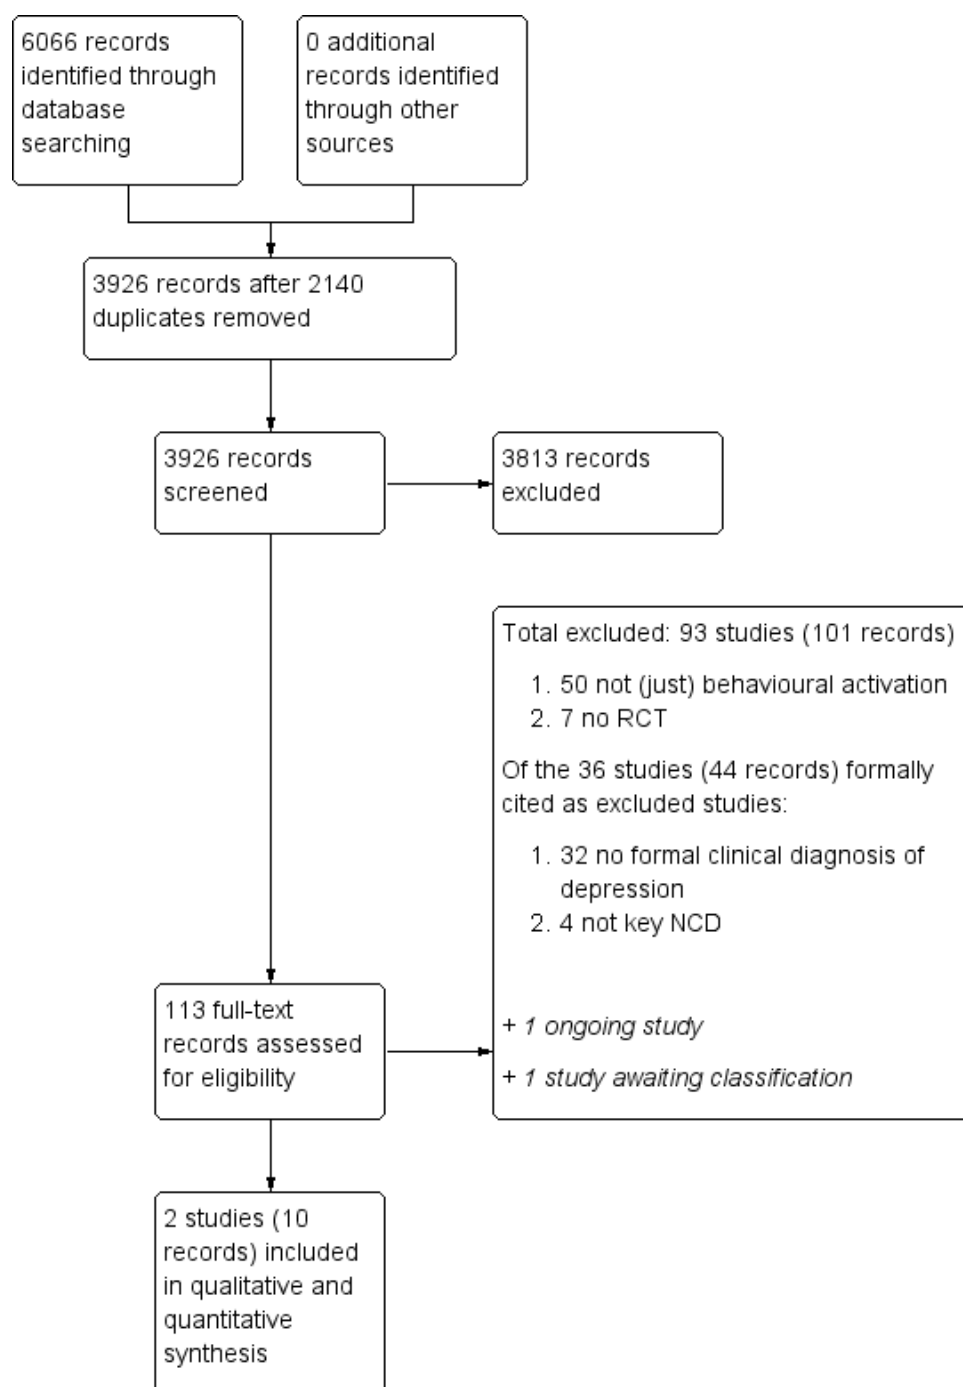 6066 records
identified through
database
searching
0 additional
records identified
through other
sources
3926 records after 2140
duplicates removed
3926 records
screened
3813 records
excluded
Total excluded: 93 studies (101 records)
1. 50 not (just) behavioural activation
2. 7 no RCT
Of the 36 studies (44 records) formally
cited as excluded studies:
1. 32 no formal clinical diagnosis of
depression
2. 4 not key NCD
+ 1 ongoing study
+ 1 study awaiting classification
113 full-text
records assessed
for eligibility
2 studies (10
records) included
in qualitative and
quantitative
synthesis